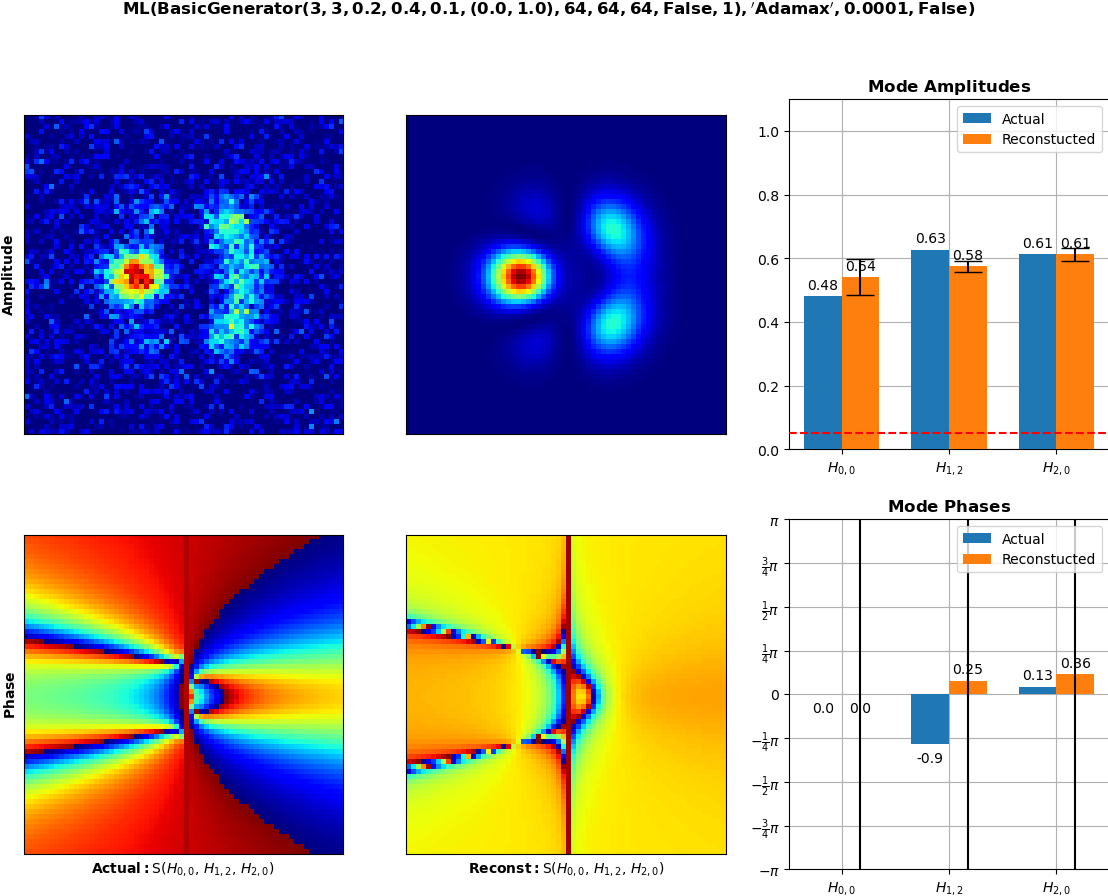 ML(BasicGenerator(3, 3, 0.2, 0.4, 0.1, (0.0, 1.0), 64, 64, 64, False, 1), ′Adamax′, 0.0001, False)
Amplitude
Mode Amplitudes
Actual
Reconstucted
1.0
0.8
0.6
0.4
0.2
0.0
0.48
0.54
0.63
0.58
0.61
0.61
H0,0
H1,2
H2,0
Phase
Actual: S(H0,0, H1,2, H2,0)
Reconst: S(H0,0, H1,2, H2,0)
Mode Phases
Actual
Reconstucted
π
3/4π
1/2π
1/4π
0
−1/4π
−1/2π
−3/4π
−π
0.0
0.0
-0.9
0.25
0.13
0.36
H0,0
H1,2
H2,0